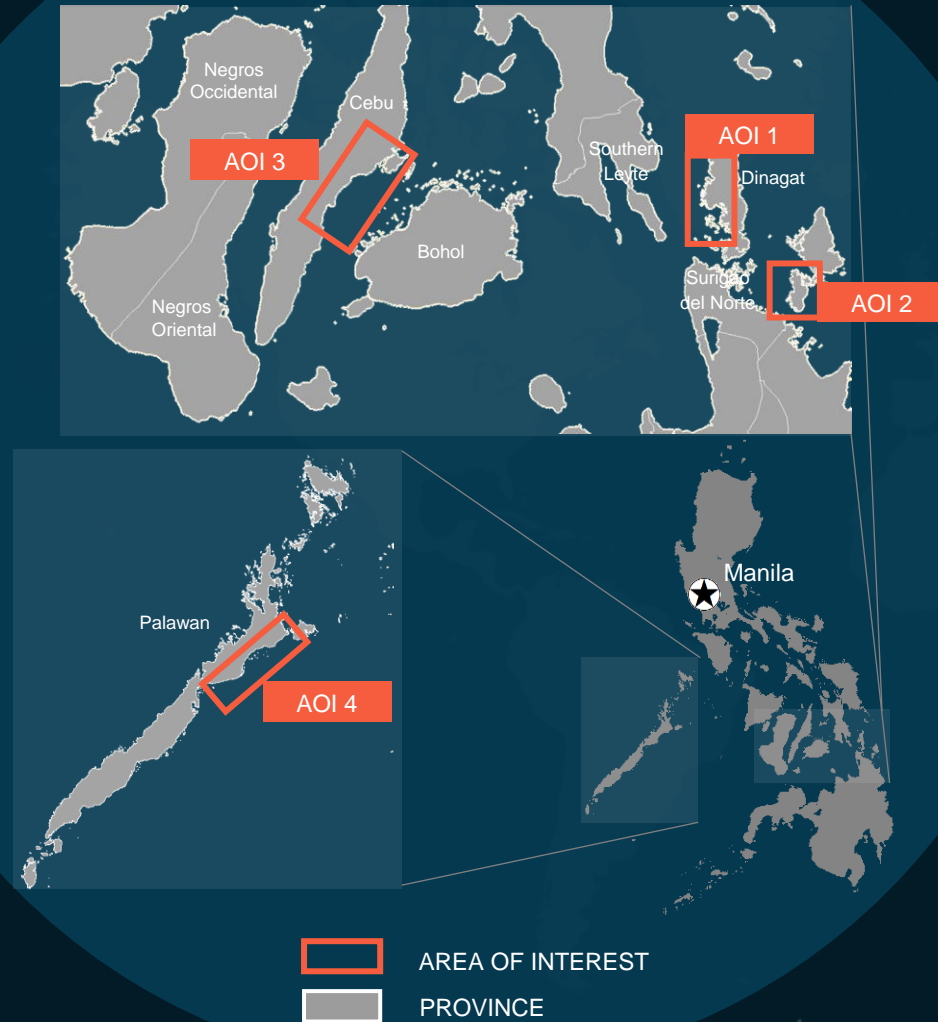 Negros
Occidental
Cebu
AOI 1
AOI 3
Southern
Leyte
Dinagat
Bohol
Surigao
del Norte
AOI 2
Negros
Oriental
Manila
Palawan
AOI 4
AREA OF INTEREST
PROVINCE